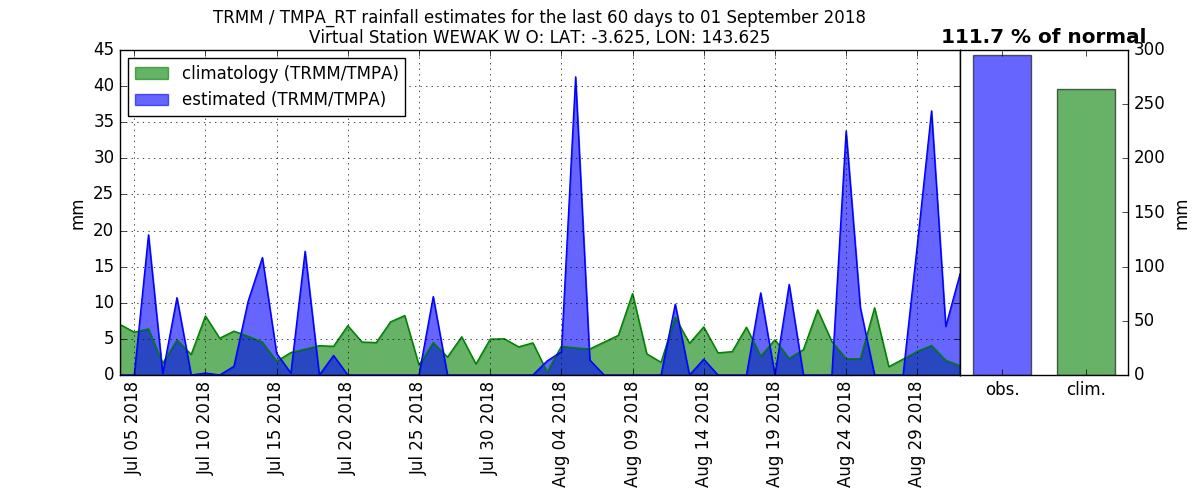 TRMM / TMPA_RT rainfall estimates for the last 60 days to 01 September 2018
Virtual Station WEWAK W O: LAT: -3.625, LON: 143.625
111.7 % of normal
climatology (TRMM/TMPA)
estimated (TRMM/TMPA)
mm
45
40
35
30
25
20
15
10
5
0
Jul 05 2018
Jul 10 2018
Jul 15 2018
Jul 20 2018
Jul 25 2018
Jul 30 2018
Aug 04 2018
Aug 09 2018
Aug 14 2018
Aug 19 2018
Aug 24 2018
Aug 29 2018
obs.
clim.
300
250
200
150
100
50
0
mm